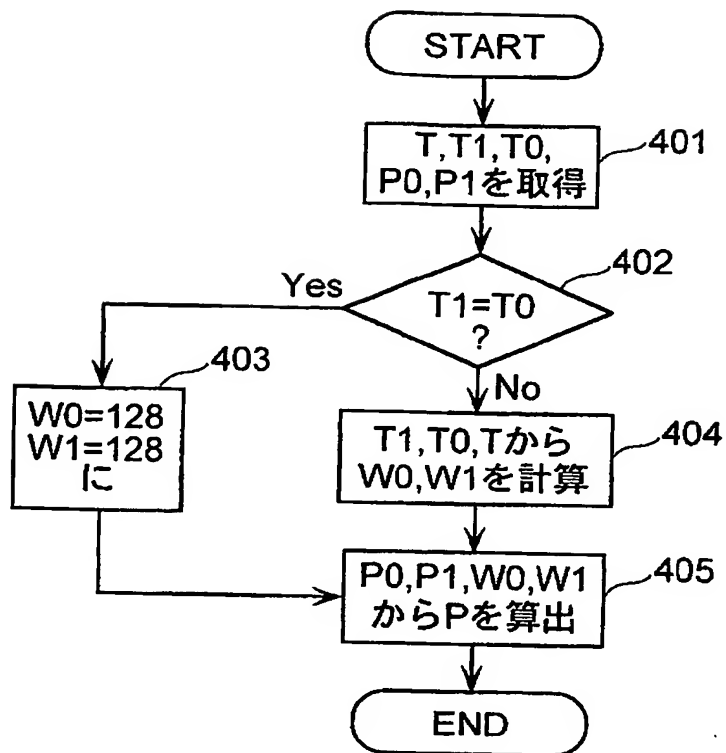 START
T,T1,T0,
P0,P1を取得
401
402
T1=T0
?
Yes
No
403
W0=128
W1=128
に
T1,T0,Tから
W0,W1を計算
404
P0,P1,W0,W1
からPを算出
405
END